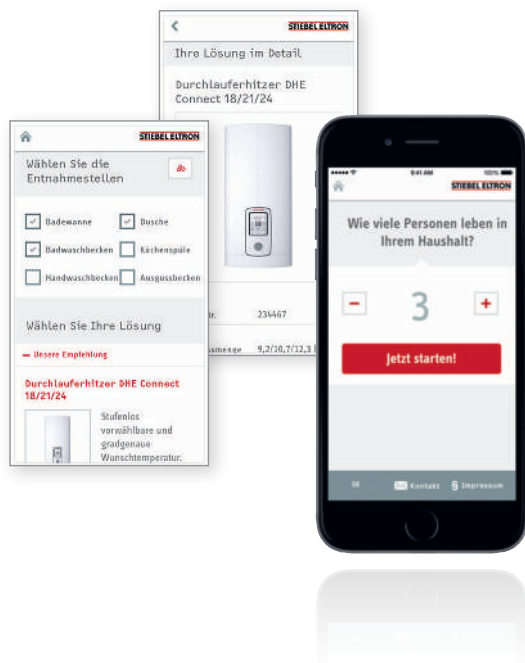 STIEBEL ELTRON
Ihre Lösung im Detail
Durchlauferhitzer DHE
Connect 18/21/24
234467
9,2/10,7/12,3
STIEBEL ELTRON
Wählen Sie die
Entnahmestellen
Badewanne
Dusche
Badwaschbecken
Küchenspüle
Handwaschbecken
Ausgussbecken
Wählen Sie Ihre Lösung
– Unsere Empfehlung
Durchlauferhitzer DHE Connect
18/21/24
Stufenlos
vorwählbare und
gradgenaue
Wunschtemperatur.
9:41 AM
100%
STIEBEL ELTRON
Wie viele Personen leben in
Ihrem Haushalt?
− 3 +
Jetzt starten!
DE Kontakt § Impressum